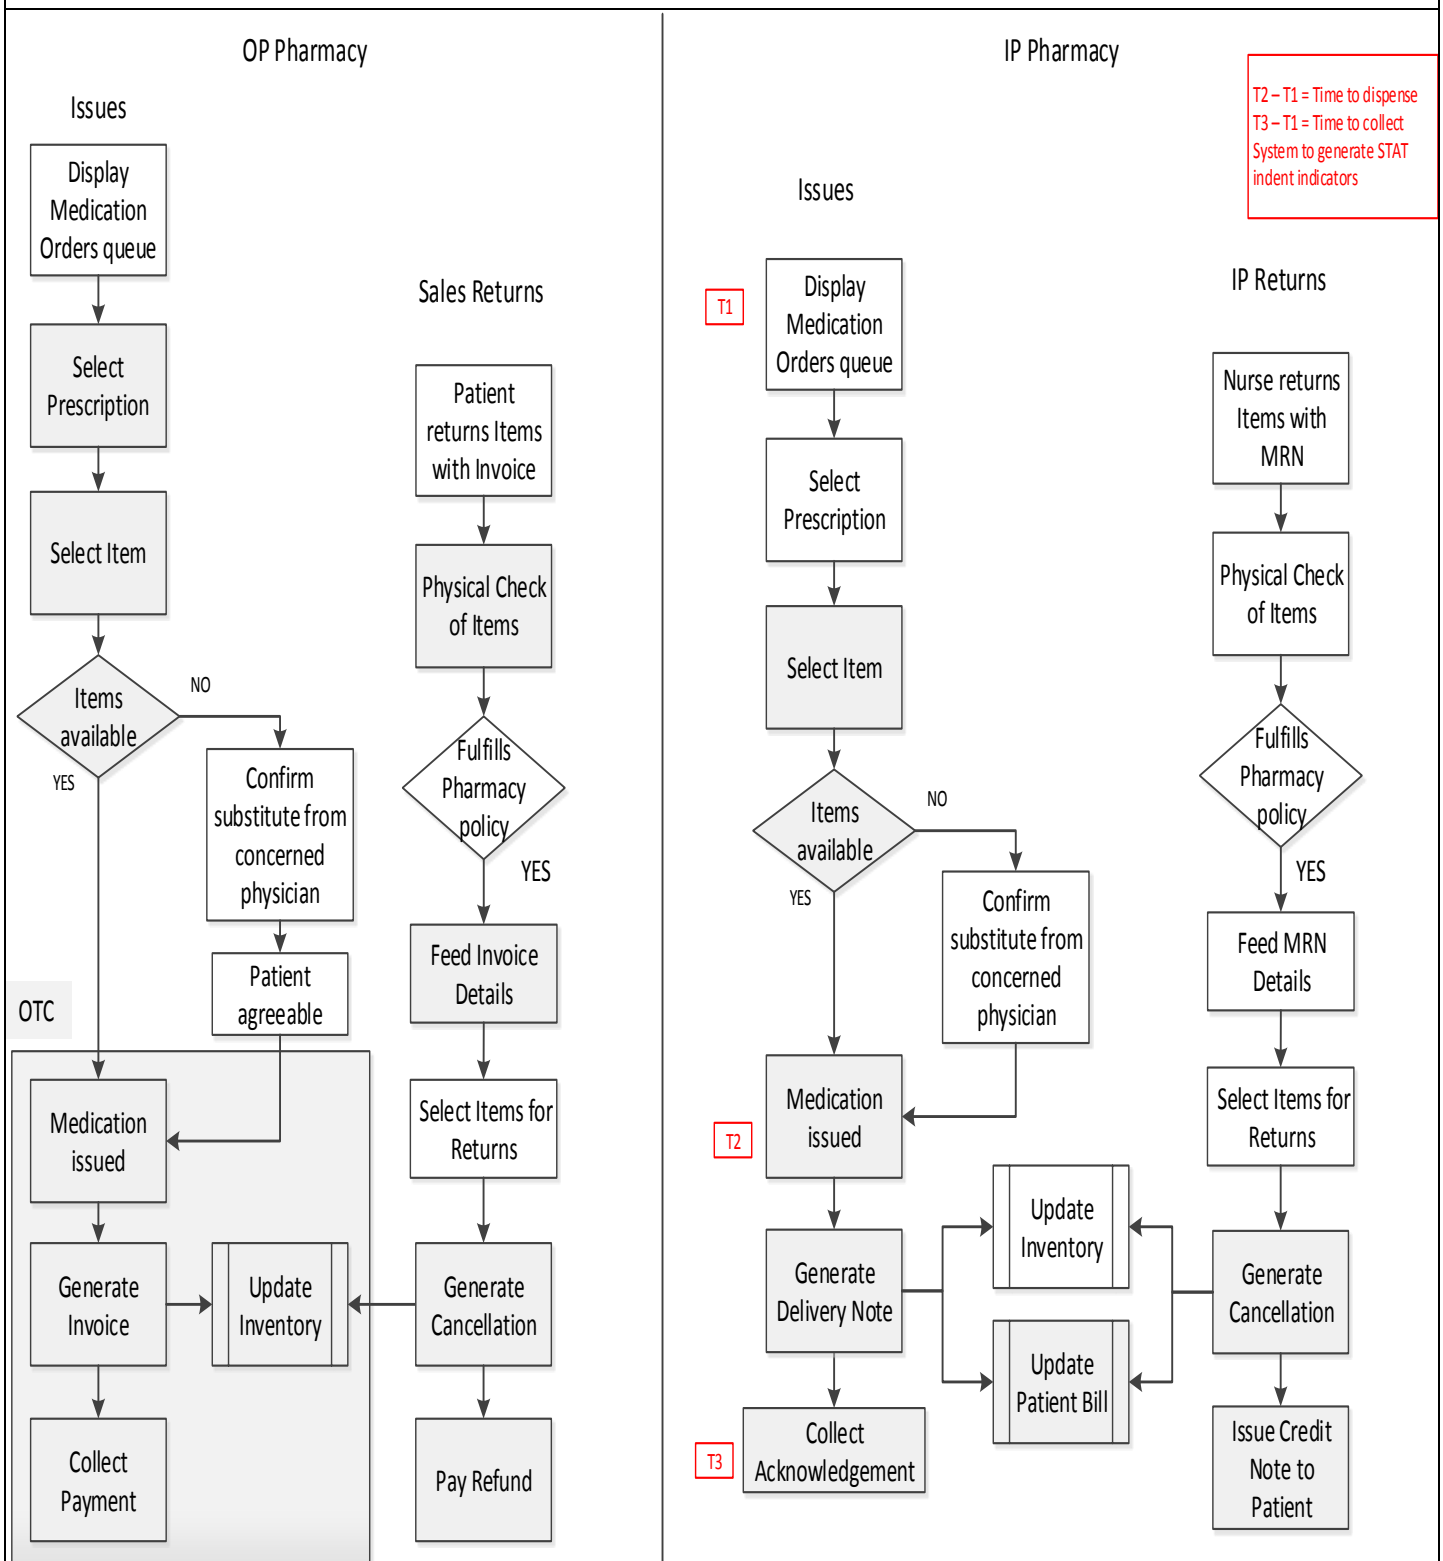 OP Pharmacy
Issues
Display
Medication
Orders queue
Select
Prescription
Select Item
Items
available
NO
YES
Confirm
substitute from
concerned
physician
Patient
agreeable
OTC
Medication
issued
Generate
Invoice
Update
Inventory
Collect
Payment
Sales Returns
Patient
returns Items
with Invoice
Physical Check
of Items
Fulfills
Pharmacy
policy
YES
Feed Invoice
Details
Select Items for
Returns
Generate
Cancellation
Pay Refund
IP Pharmacy
T2 – T1 = Time to dispense
T3 – T1 = Time to collect
System to generate STAT
indent indicators
Issues
T1
Display
Medication
Orders queue
Select
Prescription
Select Item
Items
available
NO
YES
Confirm
substitute from
concerned
physician
Medication
issued
T2
Generate
Delivery Note
Update
Inventory
Update
Patient Bill
T3
Collect
Acknowledgement
IP Returns
Nurse returns
Items with
MRN
Physical Check
of Items
Fulfills
Pharmacy
policy
YES
Feed MRN
Details
Select Items for
Returns
Generate
Cancellation
Issue Credit
Note to
Patient